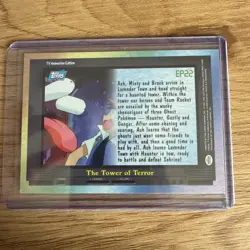 TV Animation Edition
Topps
EP22
Ash, Misty and Brock arrive in
Lavender Town and head straight
for a haunted tower. Within the
tower our heroes and Team Rocket
are assailed by the wacky
shenanigans of three Ghost
Pokémon — Haunter, Gastly and
Gengar. After some chasing and
scaring, Ash learns that the
ghosts just want some friends
to play with, and then a good time
is had by all. Ash leaves Lavender
Town with Haunter in tow, ready
to battle and defeat Sabrina!
The Tower of Terror